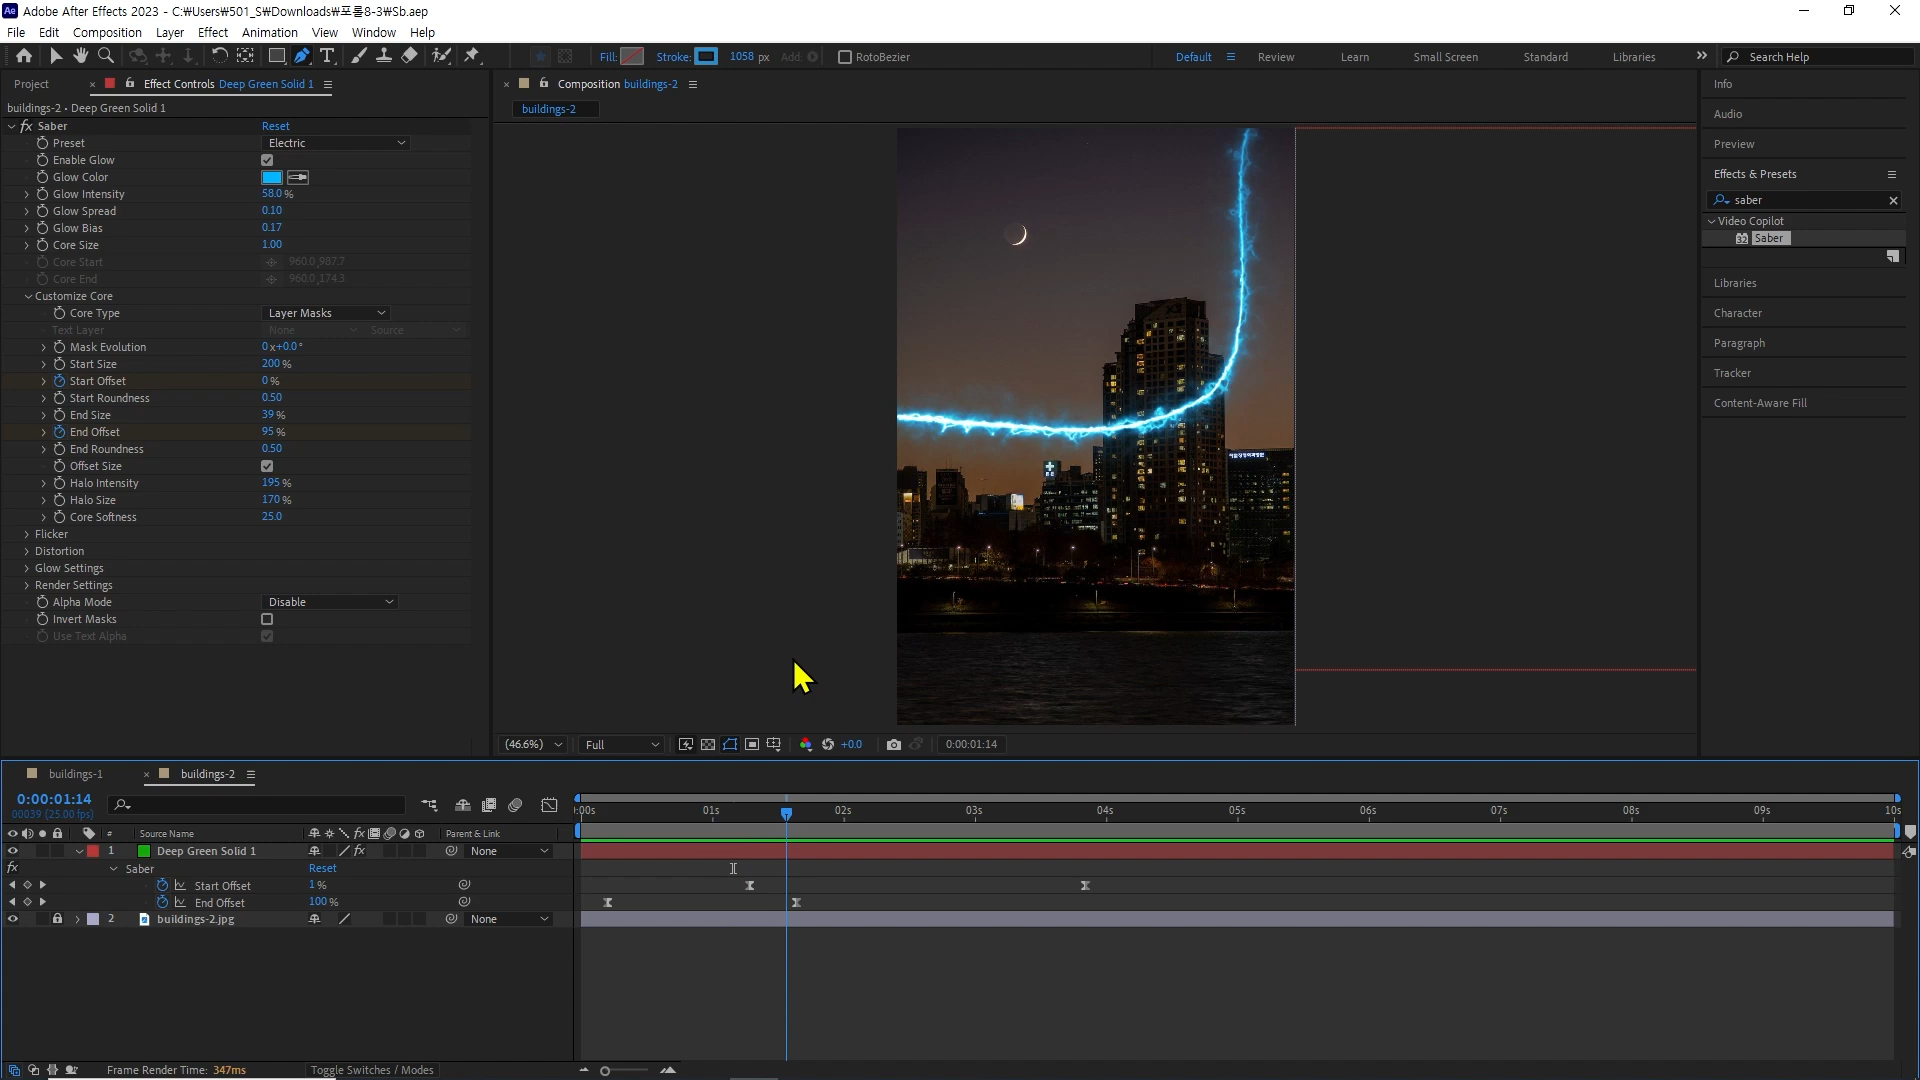 Adobe After Effects 2023 - C:₩Users₩501_S₩Downloads₩포폴8-3₩Sb.aep
File Edit Composition Layer Effect Animation View Window Help
Fill: Stroke: 1058 px Add: RotoBezier Default Review Learn Small Screen Standard Libraries Search Help
Project Effect Controls Deep Green Solid 1
buildings-2 • Deep Green Solid 1
fx Saber Reset
Preset Electric
Enable Glow
Glow Color
Glow Intensity 58.0 %
Glow Spread 0.10
Glow Bias 0.17
Core Size 1.00
Core Start 960.0,987.7
Core End 960.0,174.3
Customize Core
Core Type Layer Masks
Text Layer None Source
Mask Evolution 0x+0.0°
Start Size 200 %
Start Offset 0 %
Start Roundness 0.50
End Size 39 %
End Offset 95 %
End Roundness 0.50
Offset Size
Halo Intensity 195 %
Halo Size 170 %
Core Softness 25.0
Flicker
Distortion
Glow Settings
Render Settings
Alpha Mode Disable
Invert Masks
Use Text Alpha
Composition buildings-2
buildings-2
(46.6%) Full +0.0 0:00:01:14
Info
Audio
Preview
Effects & Presets
saber
Video Copilot
32 Saber
Libraries
Character
Paragraph
Tracker
Content-Aware Fill
buildings-1 buildings-2
0:00:01:14
00039 (25.00 fps)
:00s 01s 02s 03s 04s 05s 06s 07s 08s 09s 10s
# Source Name fx Parent & Link
1 Deep Green Solid 1 fx None
fx Saber Reset
Start Offset 1 %
End Offset 100 %
2 buildings-2.jpg None
Frame Render Time: 347ms Toggle Switches / Modes